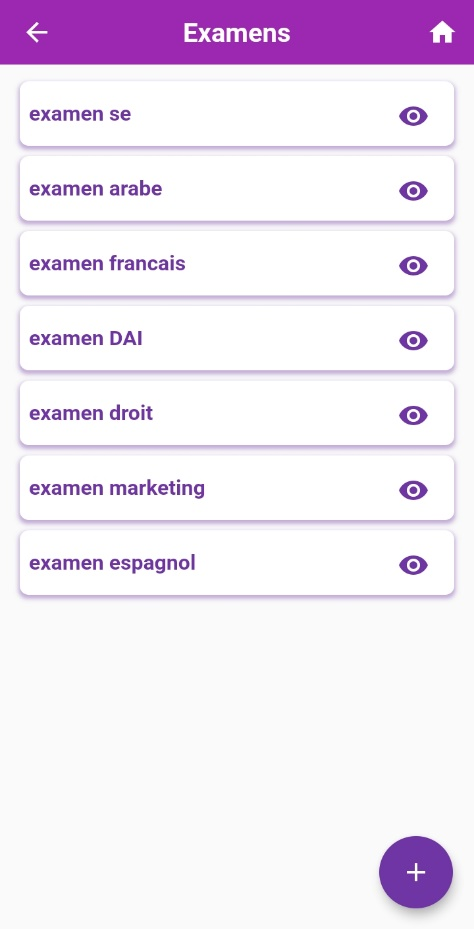 Examens
examen se
examen arabe
examen francais
examen DAI
examen droit
examen marketing
examen espagnol